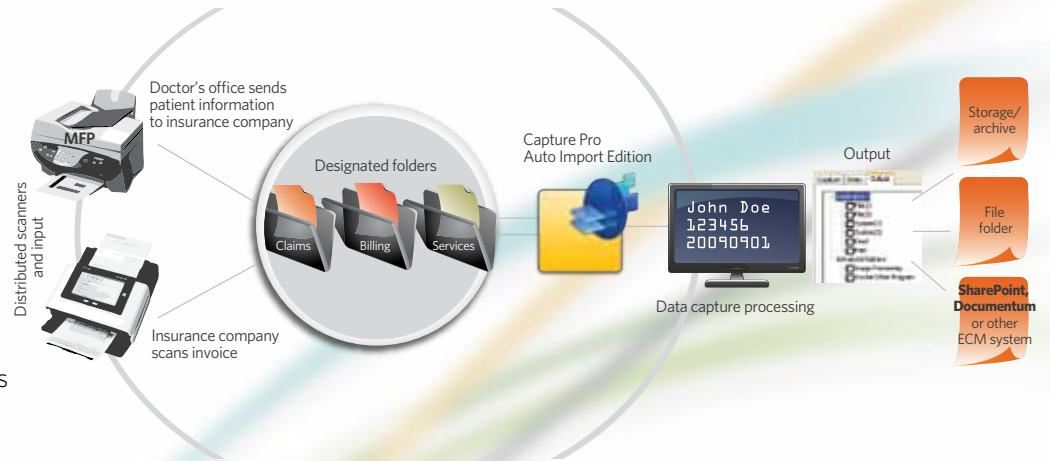 Doctor's office sends
patient information
to insurance company
MFP
Distributed scanners
and input
Insurance company
scans invoice
S
Designated folders
Claims
Billing
Services
Capture Pro
Auto Import Edition
John Doe
123456
20090901
Data capture processing
Output
Storage/
archive
File
folder
SharePoint,
Documentum
or other
ECM system